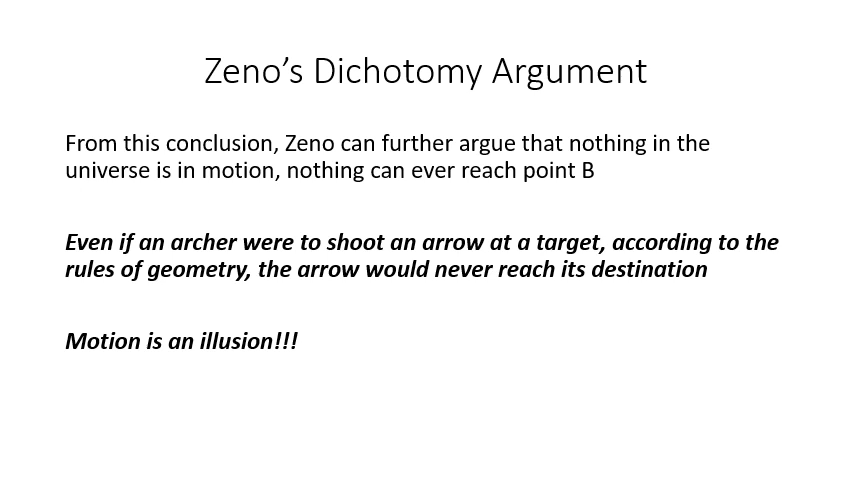 Zeno’s Dichotomy Argument
From this conclusion, Zeno can further argue that nothing in the
universe is in motion, nothing can ever reach point B
Even if an archer were to shoot an arrow at a target, according to the
rules of geometry, the arrow would never reach its destination
Motion is an illusion!!!